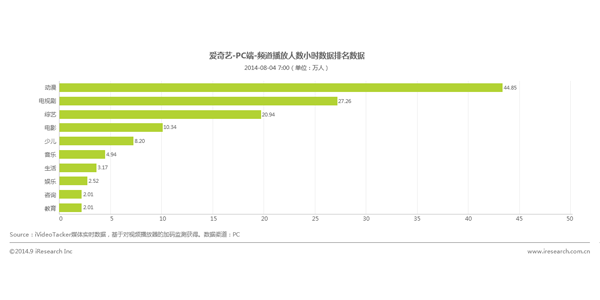 爱奇艺-PC端-频道播放人数小时数据排名数据
2014-08-04 7:00（单位：万人）
动漫 44.85
电视剧 27.26
综艺 20.94
电影 10.34
少儿 8.20
音乐 4.94
生活 3.17
娱乐 2.52
咨询 2.01
教育 2.01
0 5 10 15 20 25 30 35 40 45 50
Source：iVideoTacker媒体实时数据，基于对视频播放器的加码监测获得。数据渠道：PC
©2014.9 iResearch Inc www.iresearch.com.cn